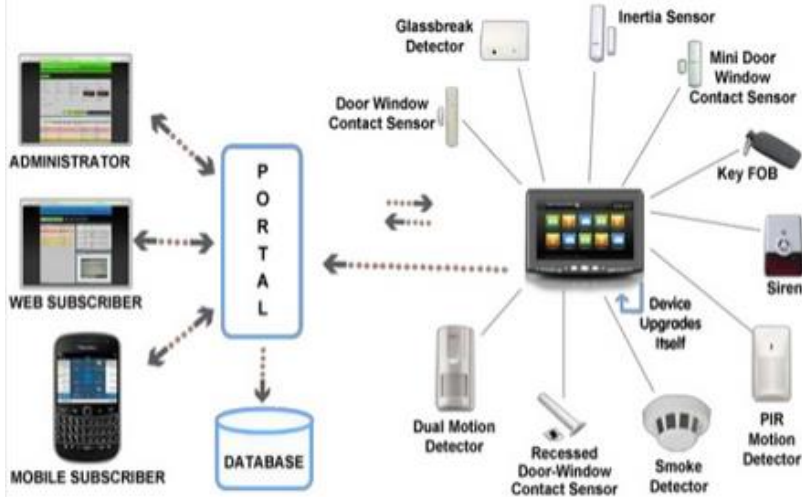 Glassbreak
Detector
Inertia Sensor
Mini Door
Window
Contact Sensor
Door Window
Contact Sensor
ADMINISTRATOR
Key FOB
P
O
R
T
A
L
WEB SUBSCRIBER
Siren
Device
Upgrodes
Itself
Dual Motion
Detector
PIR
Motion
Detector
MOBILE SUBSCRIBER
DATABASE
Recessed
Door-Window
Contact Sensor
Smoke
Detector